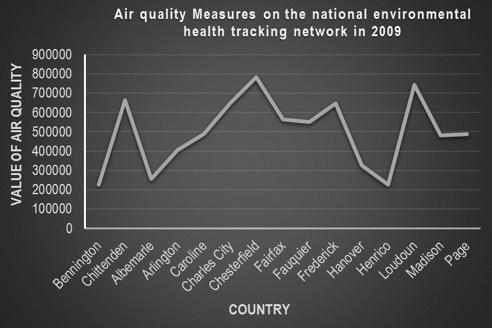 Air quality Measures on the national environmental
health tracking network in 2009
VALUE OF AIR QUALITY
900000
800000
700000
600000
500000
400000
300000
200000
100000
0
Bennington
Chittenden
Albemarle
Arlington
Caroline
Charles City
Chesterfield
Fairfax
Fauquier
Frederick
Hanover
Henrico
Loudoun
Madison
Page
COUNTRY